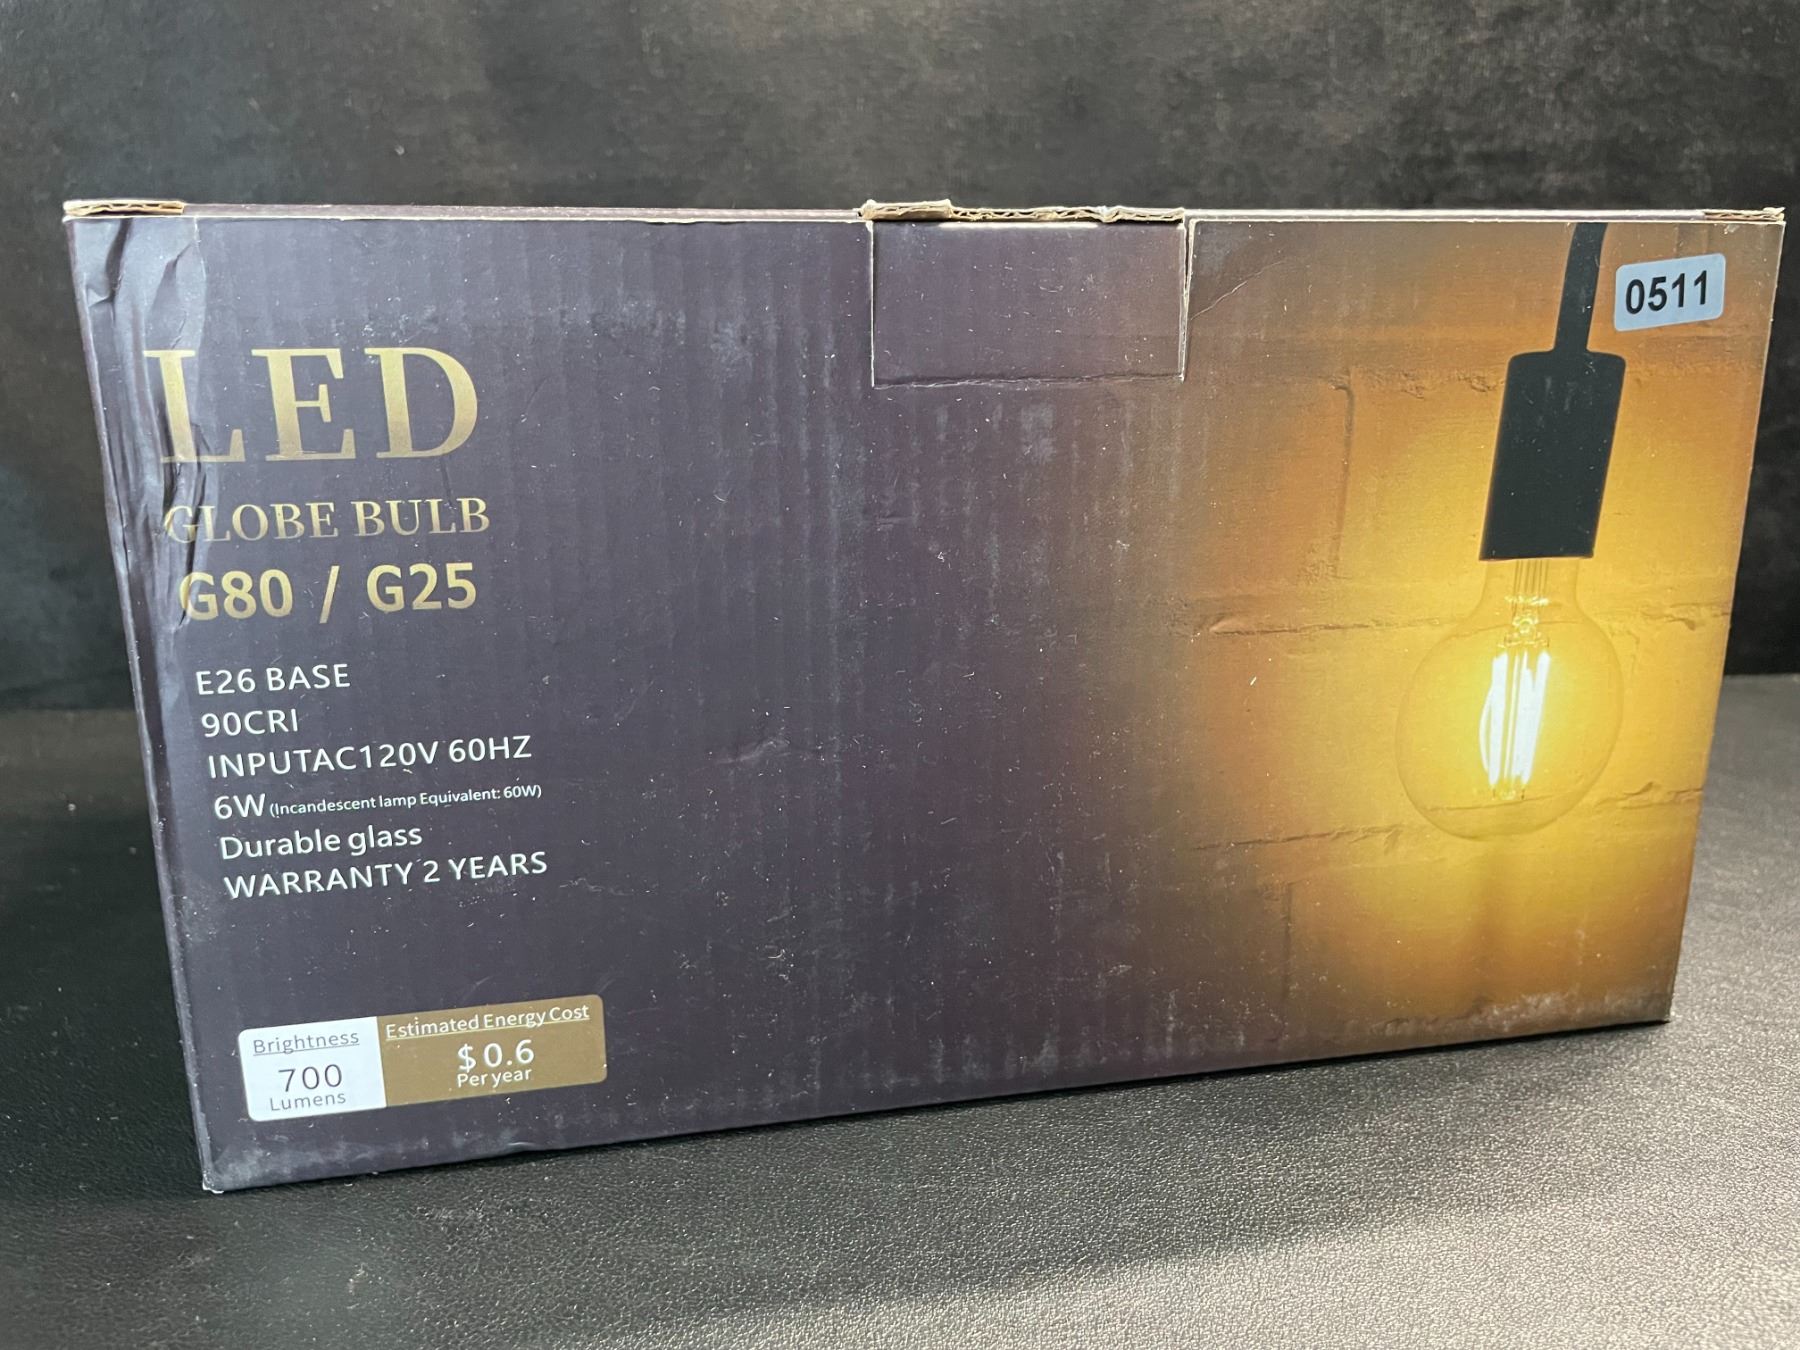 0511
LED
GLOBE BULB
G80 / G25
E26 BASE
90CRI
INPUTAC120V 60HZ
6W (Incandescent lamp Equivalent: 60W)
Durable glass
WARRANTY 2 YEARS
Brightness
700
Lumens
Estimated Energy Cost
$0.6
Per year